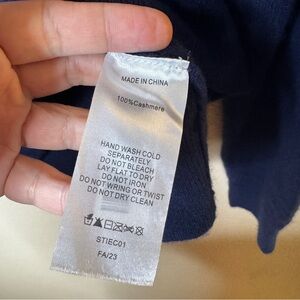 MADE IN CHINA
100%Cashmere
HAND WASH COLD
SEPARATELY
DO NOT BLEACH
LAY FLAT TO DRY
DO NOT IRON
DO NOT WRING OR TWIST
DO NOT DRY CLEAN
STIEC01
FA/23